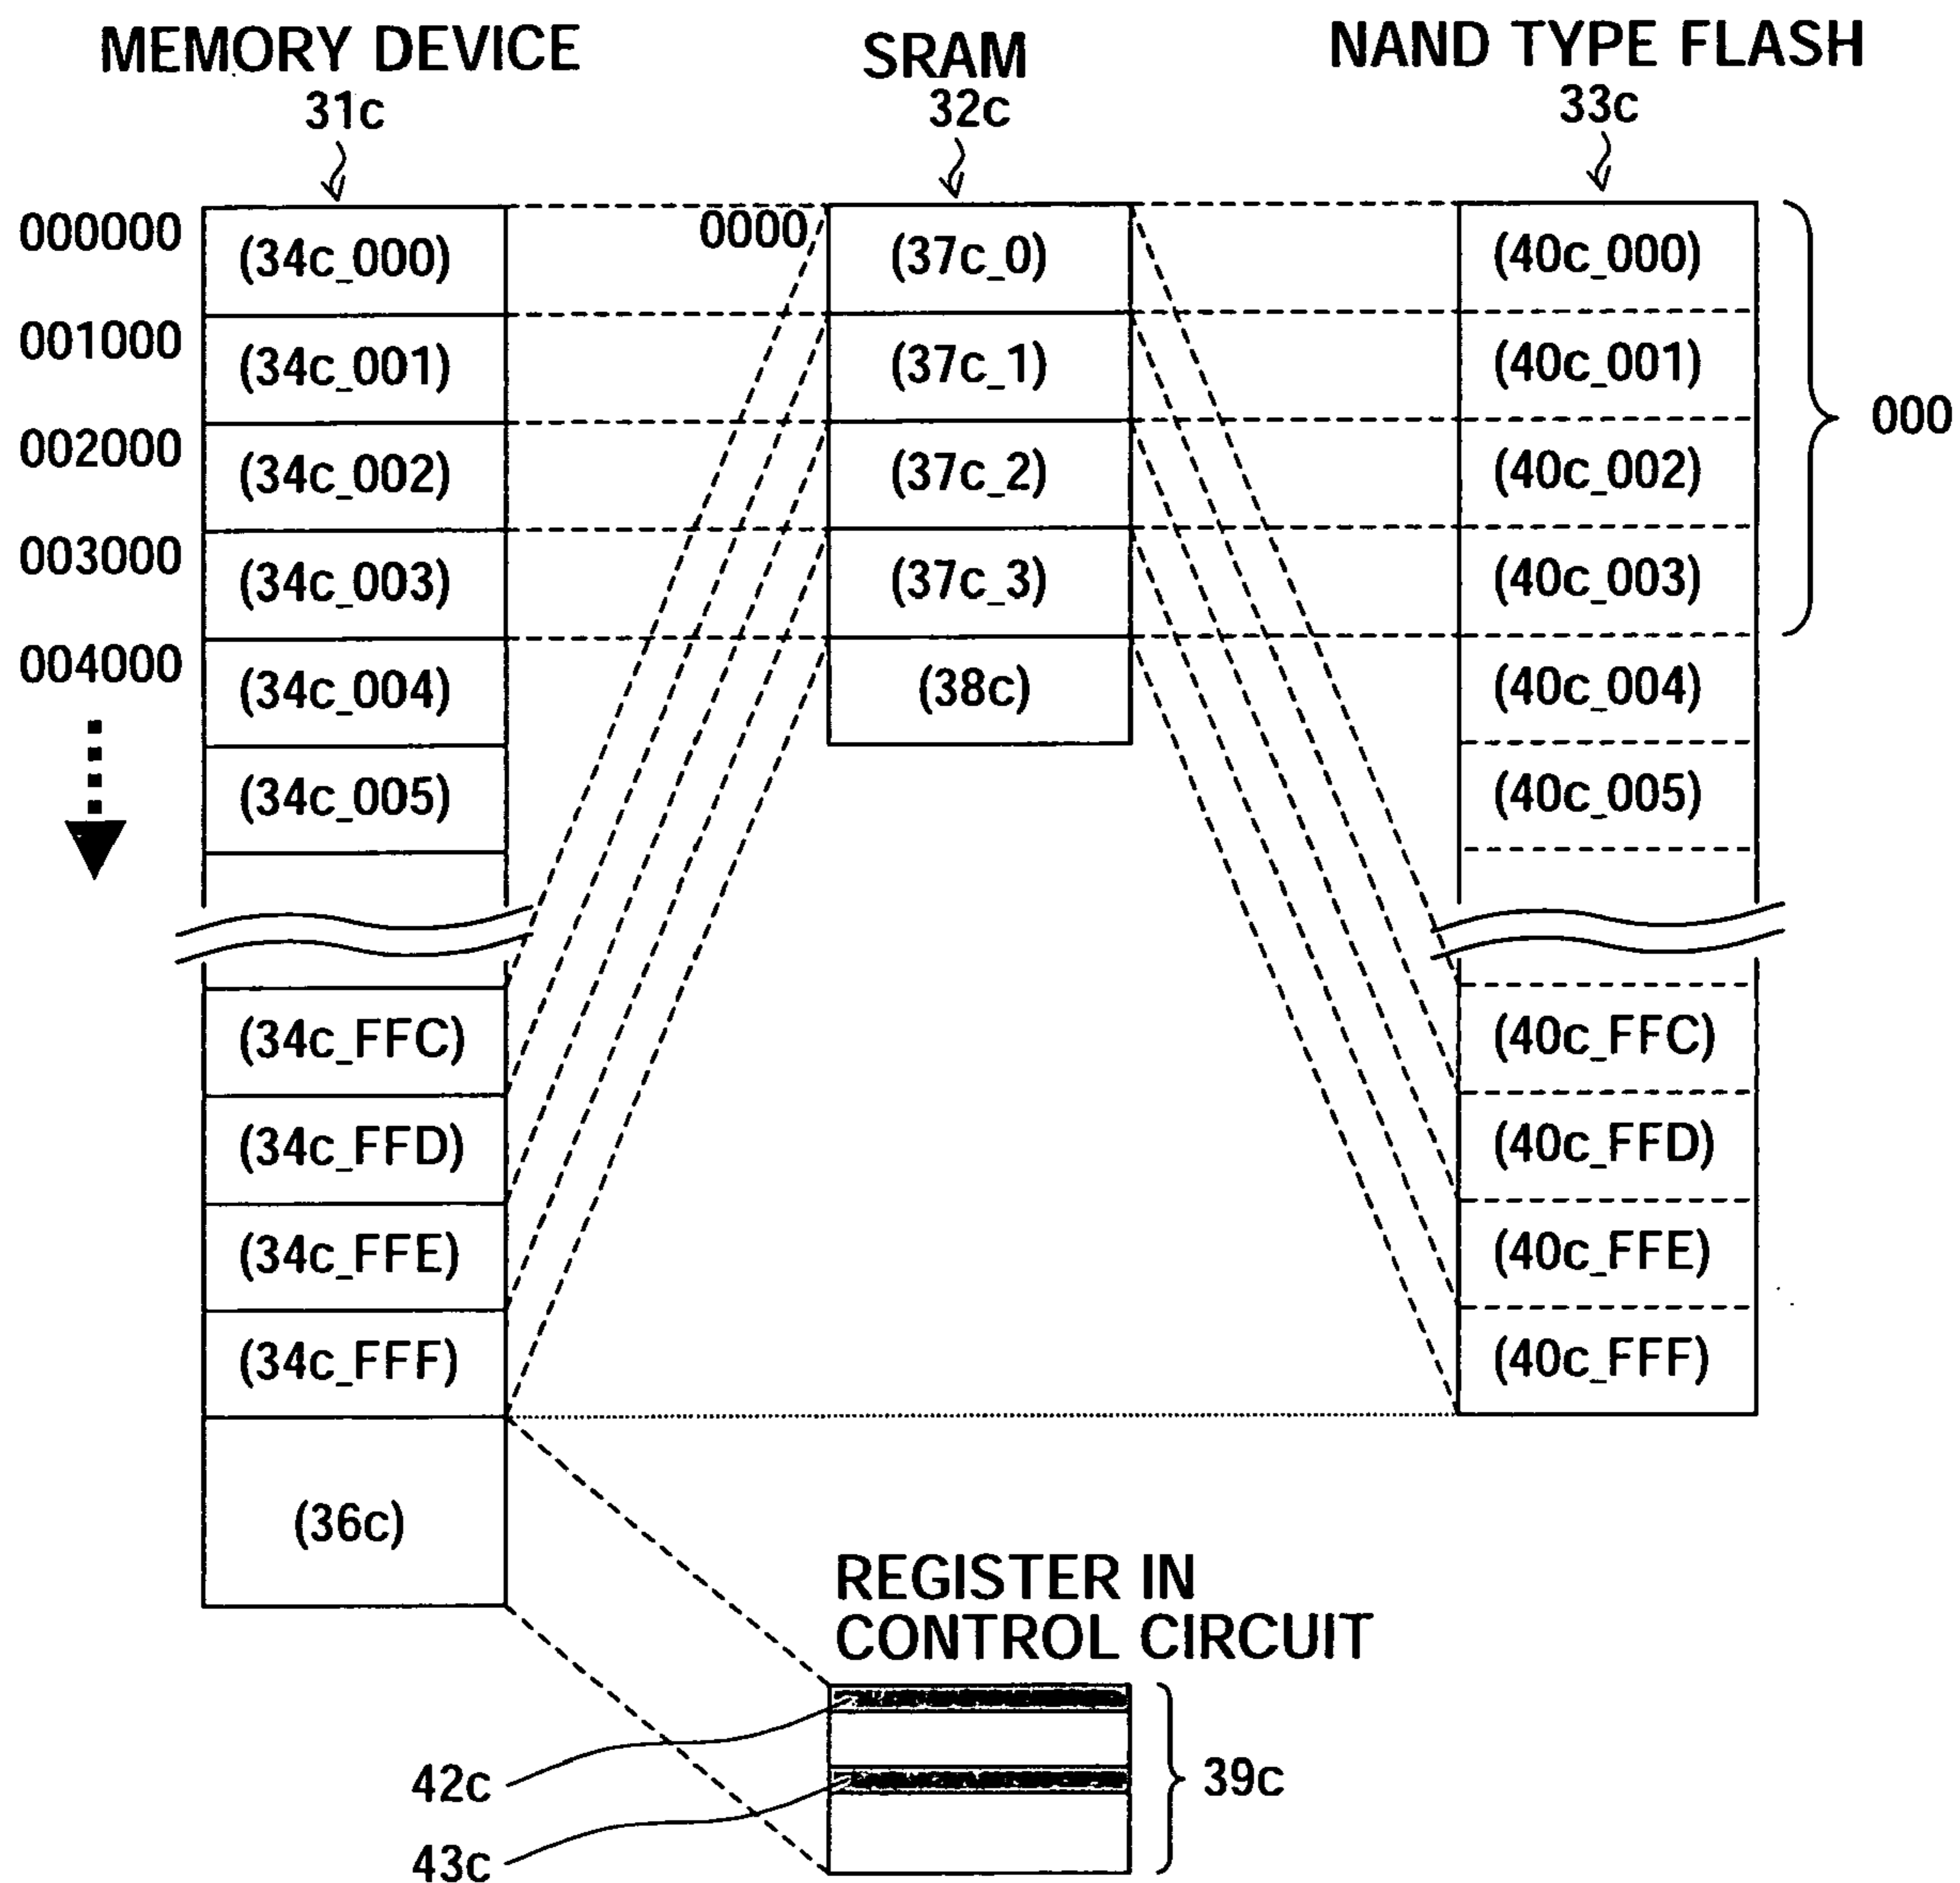 MEMORY DEVICE
31c
SRAM
32c
NAND TYPE FLASH
33c
000000
(34c_000)
0000
(37c_0)
(40c_000)
001000
(34c_001)
(37c_1)
(40c_001)
000
002000
(34c_002)
(37c_2)
(40c_002)
003000
(34c_003)
(37c_3)
(40c_003)
004000
(34c_004)
(38c)
(40c_004)
(34c_005)
(40c_005)
(34c_FFC)
(40c_FFC)
(34c_FFD)
(40c_FFD)
(34c_FFE)
(40c_FFE)
(34c_FFF)
(40c_FFF)
(36c)
REGISTER IN
CONTROL CIRCUIT
42c
39c
43c